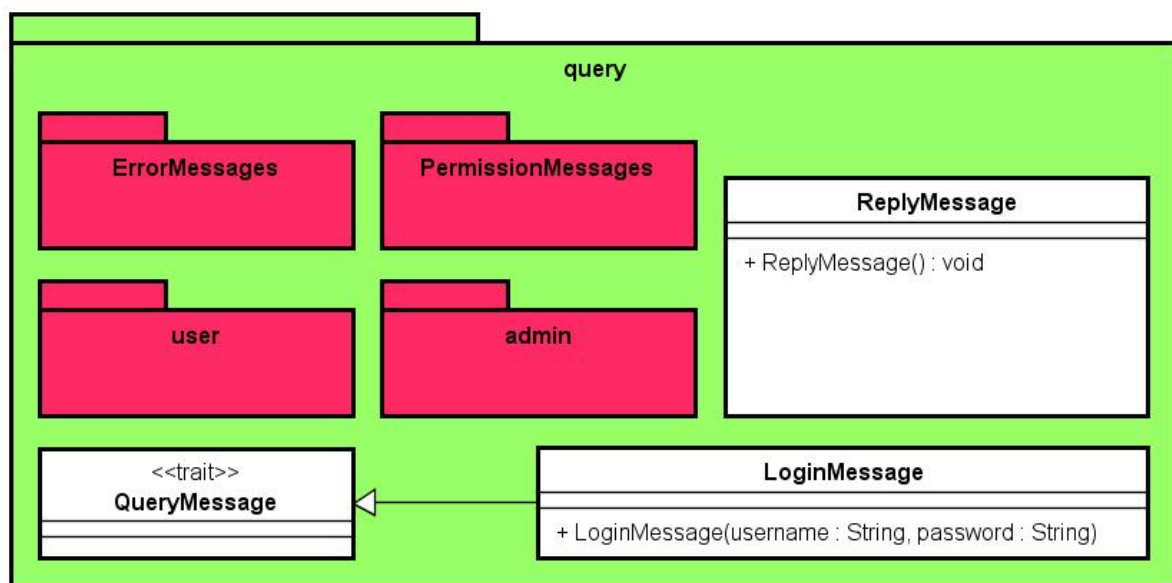 query
ErrorMessages
PermissionMessages
ReplyMessage
+ ReplyMessage() : void
user
admin
<<trait>>
QueryMessage
LoginMessage
+ LoginMessage(username : String, password : String)